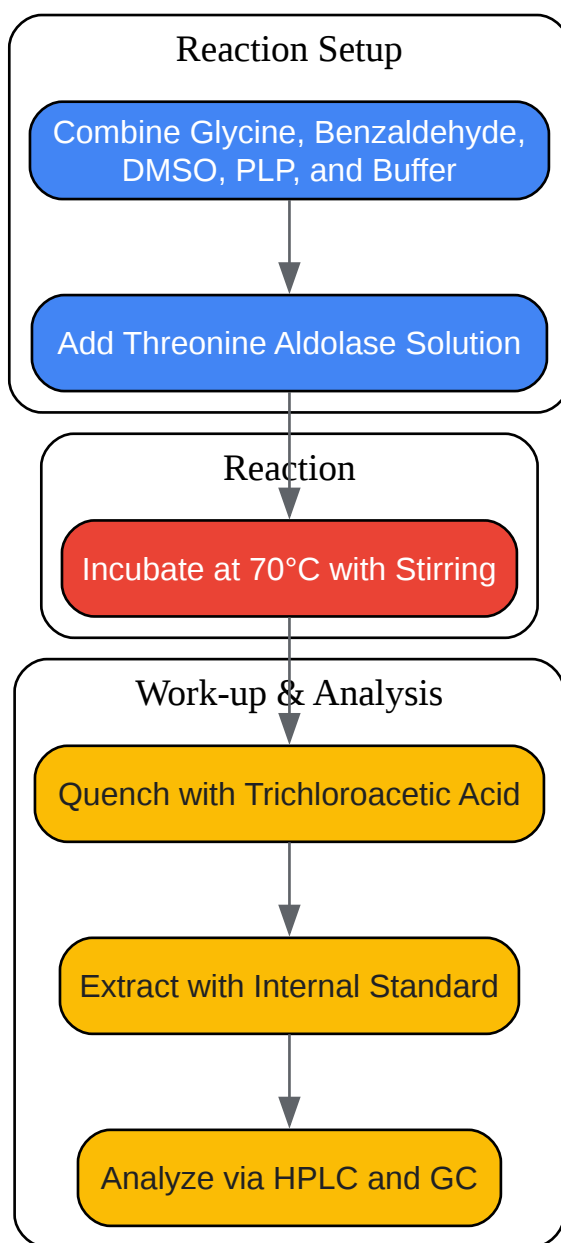 Reaction Setup
Combine Glycine, Benzaldehyde,
DMSO, PLP, and Buffer
Add Threonine Aldolase Solution
Reaction
Incubate at 70°C with Stirring
Work-up & Analysis
Quench with Trichloroacetic Acid
Extract with Internal Standard
Analyze via HPLC and GC